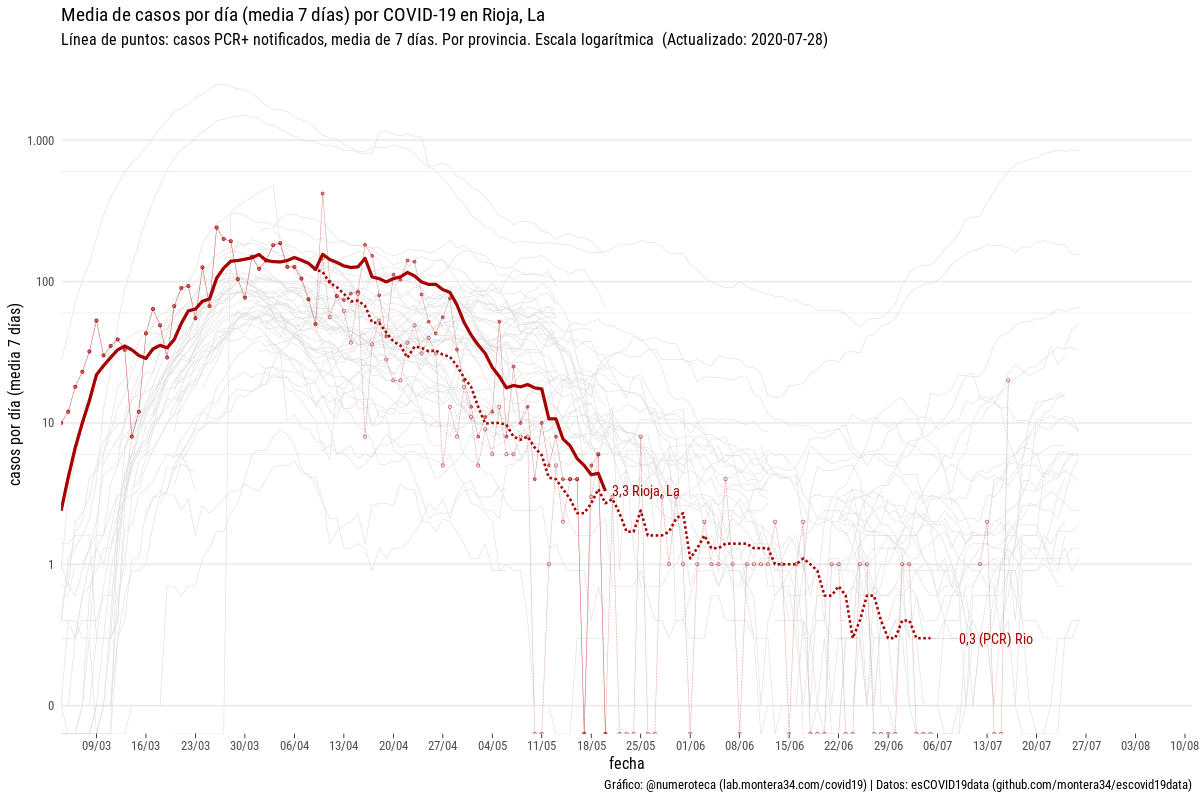 Media de casos por día (media 7 días) por COVID-19 en Rioja, La
Línea de puntos: casos PCR+ notificados, media de 7 días. Por provincia. Escala logarítmica  (Actualizado: 2020-07-28)
casos por día (media 7 días)
1.000
100
10
1
0
3,3 Rioja, La
0,3 (PCR) Rio
09/03 16/03 23/03 30/03 06/04 13/04 20/04 27/04 04/05 11/05 18/05 25/05 01/06 08/06 15/06 22/06 29/06 06/07 13/07 20/07 27/07 03/08 10/08
fecha
Gráfico: @numeroteca (lab.montera34.com/covid19) | Datos: esCOVID19data (github.com/montera34/escovid19data)